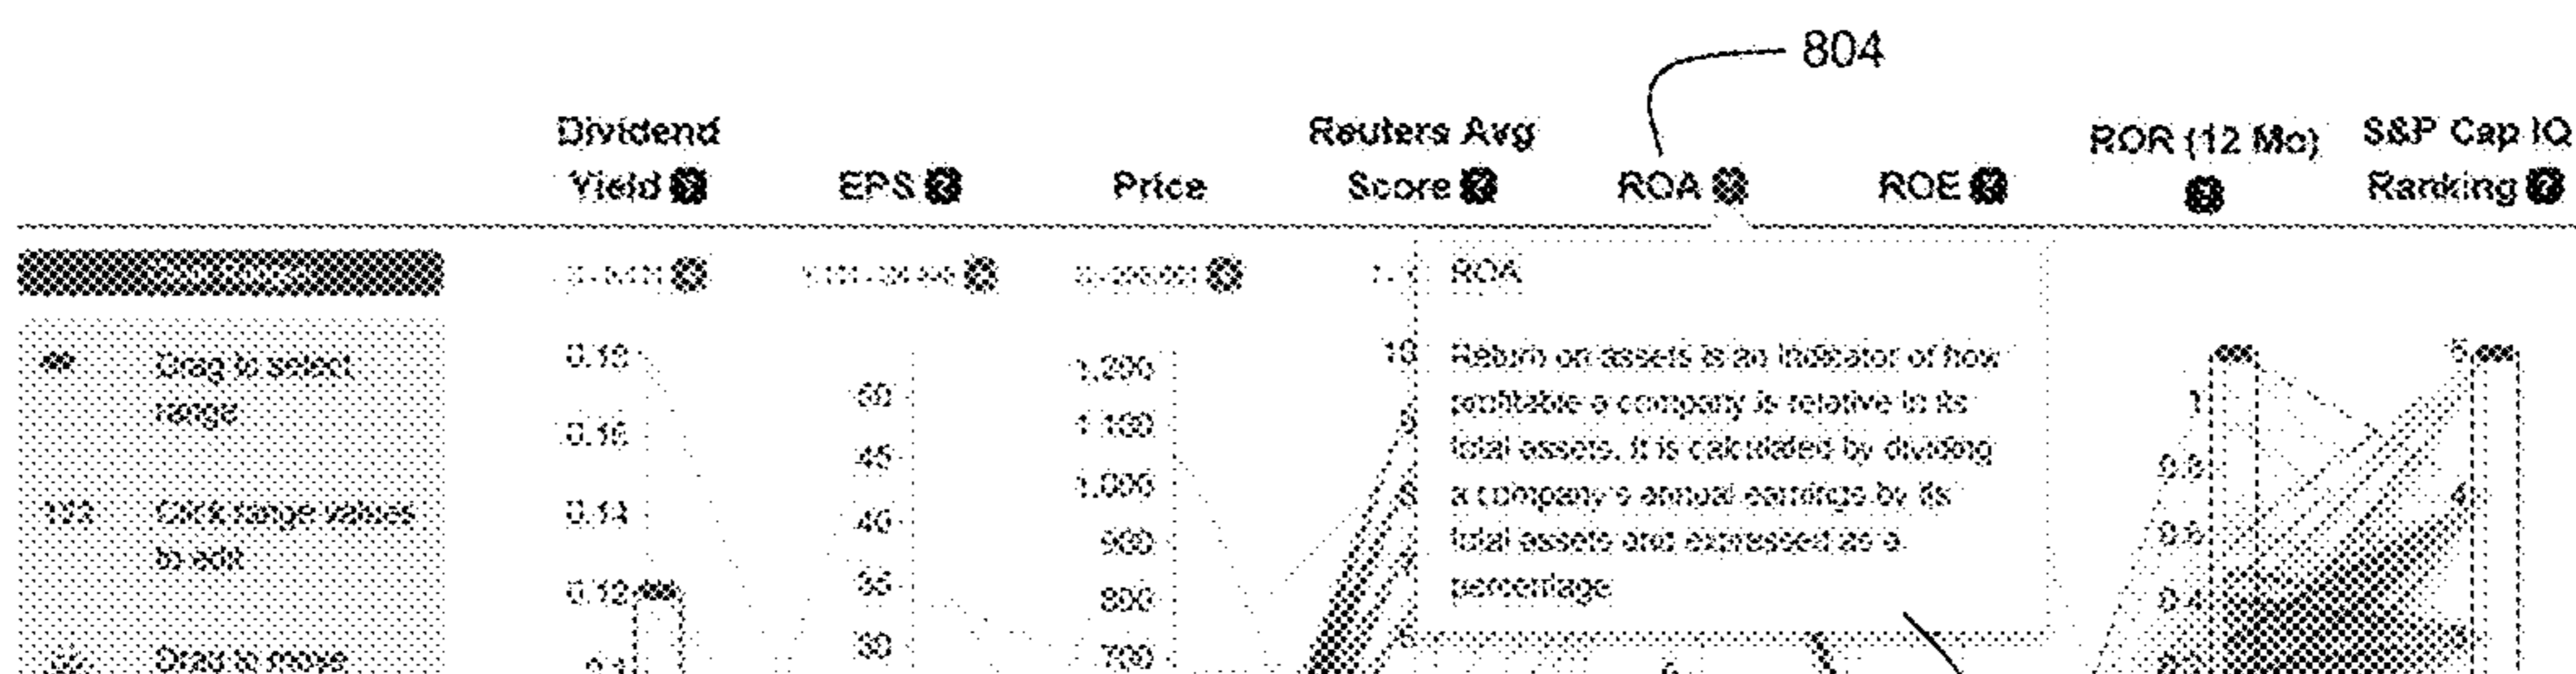 804
Dividend
Yield ?
EPS ?
Price
Reuters Avg
Score ?
ROA ?
ROE ?
ROR (12 Mo)
?
S&P Cap IQ
Ranking ?
ROA
Return on assets is an indicator of how
profitable a company is relative to its
total assets. It is calculated by dividing
a company's annual earnings by its
total assets and expressed as a
percentage
Drag to select
range
123
Click range values
to edit
Drag to move
0.18
0.16
0.14
0.12
0.1
45
40
35
30
1,200
1,100
1,000
900
800
700
10
9
8
7
6
1
0.8
0.6
0.4
5
4